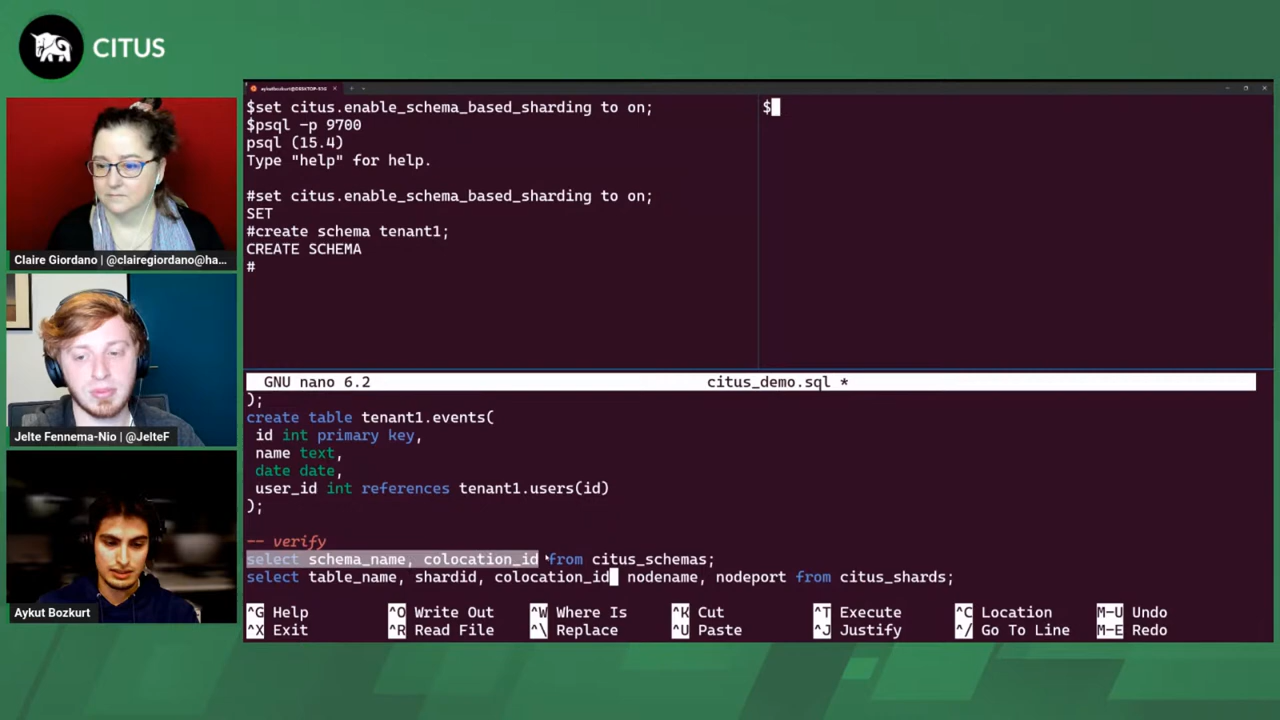 CITUS
aykutbozkurt@DESKTOP-
$set citus.enable_schema_based_sharding to on;
$psql -p 9700
psql (15.4)
Type "help" for help.
#set citus.enable_schema_based_sharding to on;
SET
#create schema tenant1;
CREATE SCHEMA
#
$
Claire Giordano | @clairegiordano@ha...
Jelte Fennema-Nio | @JelteF
Aykut Bozkurt
GNU nano 6.2 citus_demo.sql *
);
create table tenant1.events(
id int primary key,
name text,
date date,
user_id int references tenant1.users(id)
);
-- verify
select schema_name, colocation_id from citus_schemas;
select table_name, shardid, colocation_id nodename, nodeport from citus_shards;
^G Help ^O Write Out ^W Where Is ^K Cut ^T Execute ^C Location M-U Undo
^X Exit ^R Read File ^\ Replace ^U Paste ^J Justify ^/ Go To Line M-E Redo